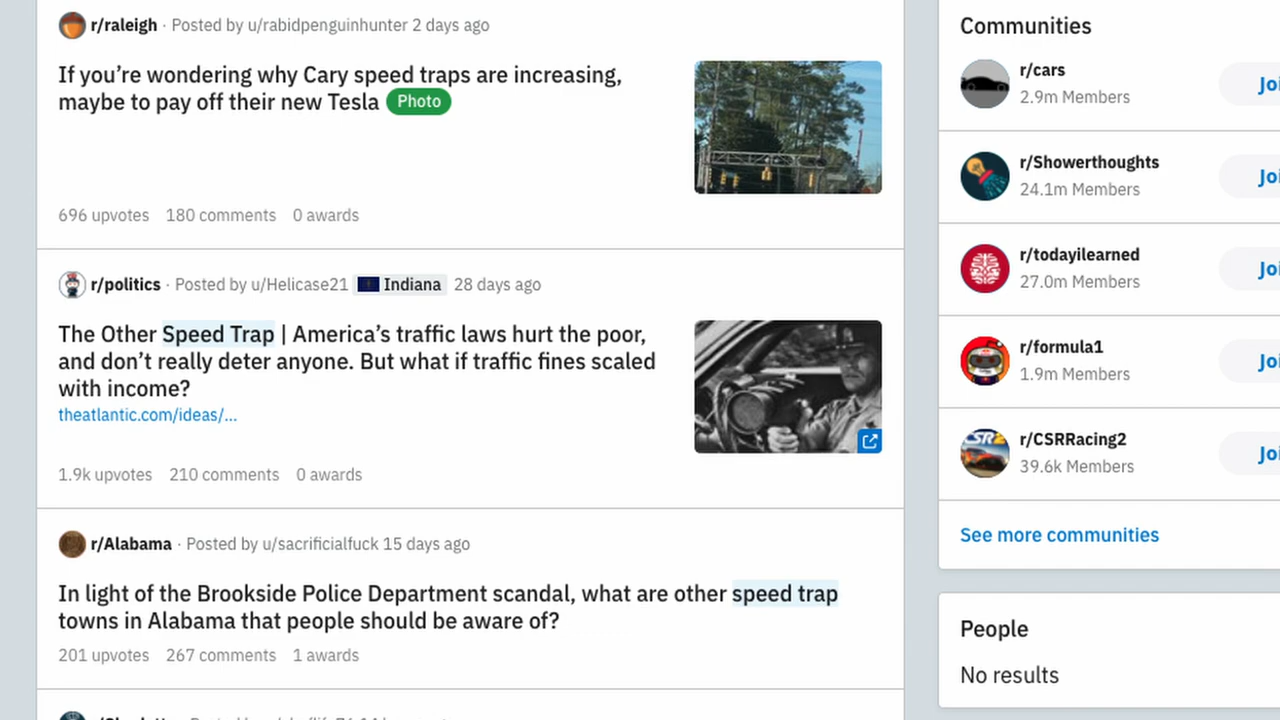 r/raleigh · Posted by u/rabidpenguinhunter 2 days ago
If you’re wondering why Cary speed traps are increasing,
maybe to pay off their new Tesla Photo
696 upvotes 180 comments 0 awards
r/politics · Posted by u/Helicase21 Indiana 28 days ago
The Other Speed Trap | America’s traffic laws hurt the poor,
and don’t really deter anyone. But what if traffic fines scaled
with income?
theatlantic.com/ideas/...
1.9k upvotes 210 comments 0 awards
r/Alabama · Posted by u/sacrificialfuck 15 days ago
In light of the Brookside Police Department scandal, what are other speed trap
towns in Alabama that people should be aware of?
201 upvotes 267 comments 1 awards
Communities
r/cars
2.9m Members
Joi
r/Showerthoughts
24.1m Members
Joi
r/todayilearned
27.0m Members
Joi
r/formula1
1.9m Members
Joi
CSR2
r/CSRRacing2
39.6k Members
Joi
See more communities
People
No results